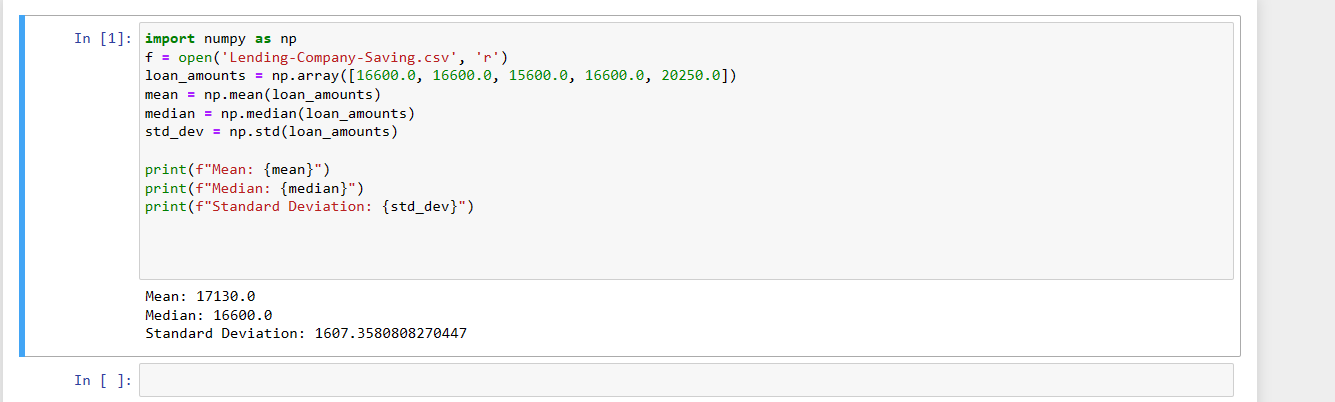 In [1]: import numpy as np
f = open('Lending-Company-Saving.csv', 'r')
loan_amounts = np.array([16600.0, 16600.0, 15600.0, 16600.0, 20250.0])
mean = np.mean(loan_amounts)
median = np.median(loan_amounts)
std_dev = np.std(loan_amounts)
print(f"Mean: {mean}")
print(f"Median: {median}")
print(f"Standard Deviation: {std_dev}")
Mean: 17130.0
Median: 16600.0
Standard Deviation: 1607.3580808270447
In [ ]: